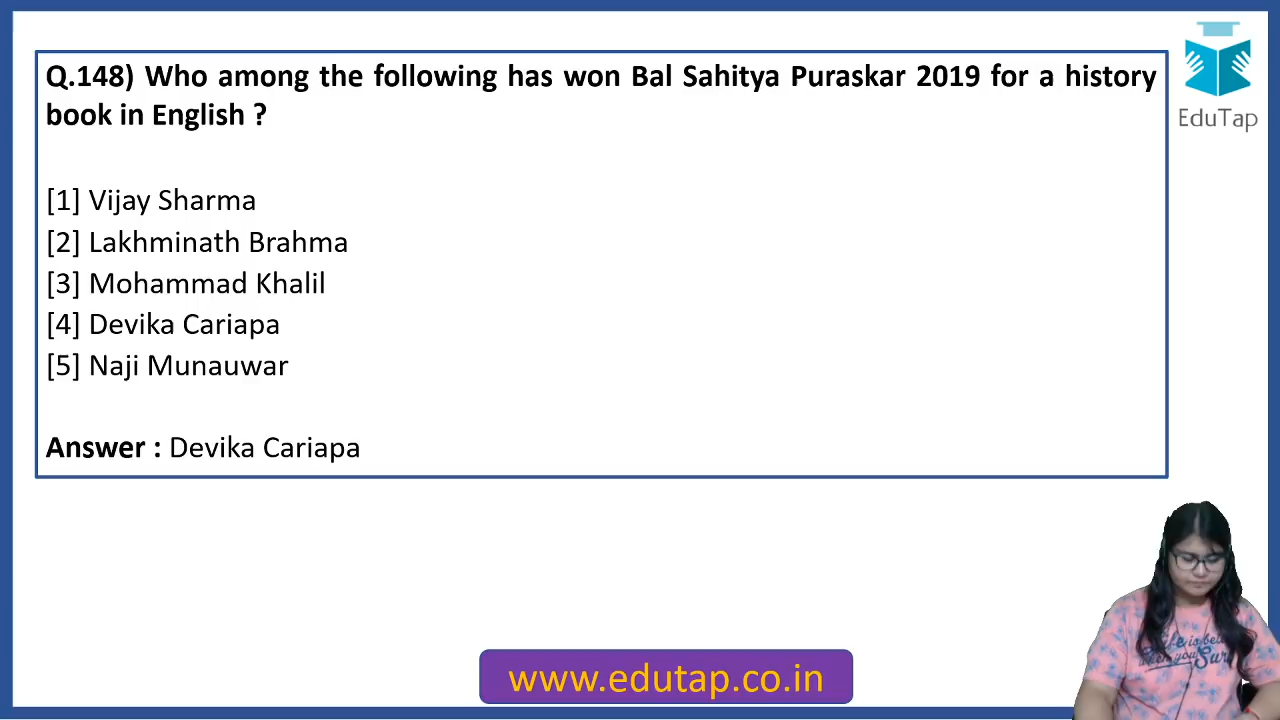 Q.148) Who among the following has won Bal Sahitya Puraskar 2019 for a history
book in English ?
[1] Vijay Sharma
[2] Lakhminath Brahma
[3] Mohammad Khalil
[4] Devika Cariapa
[5] Naji Munauwar
Answer : Devika Cariapa
EduTap
www.edutap.co.in